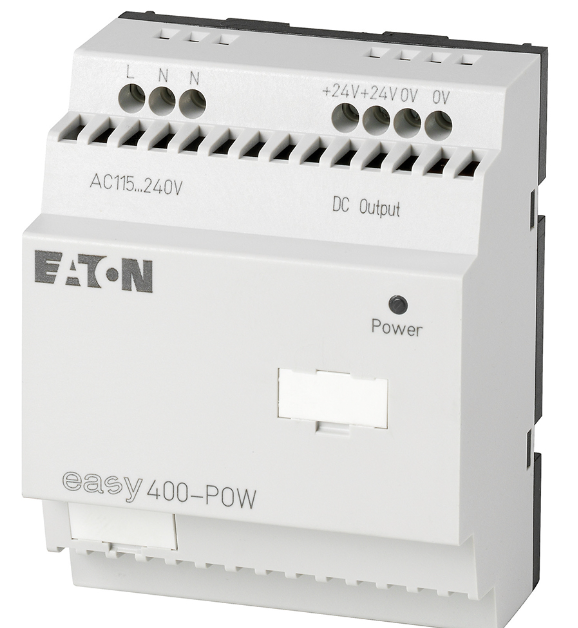 L N N
+24V +24V 0V 0V
AC115...240V
DC Output
EATON
Power
easy 400-POW